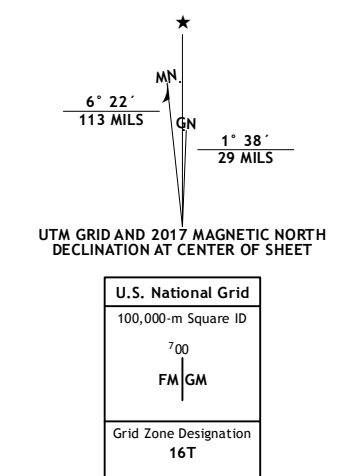 ★
MN
6° 22´
113 MILS
GN
1° 38´
29 MILS
UTM GRID AND 2017 MAGNETIC NORTH
DECLINATION AT CENTER OF SHEET
U.S. National Grid
100,000-m Square ID
⁷00
FM GM
Grid Zone Designation
16T